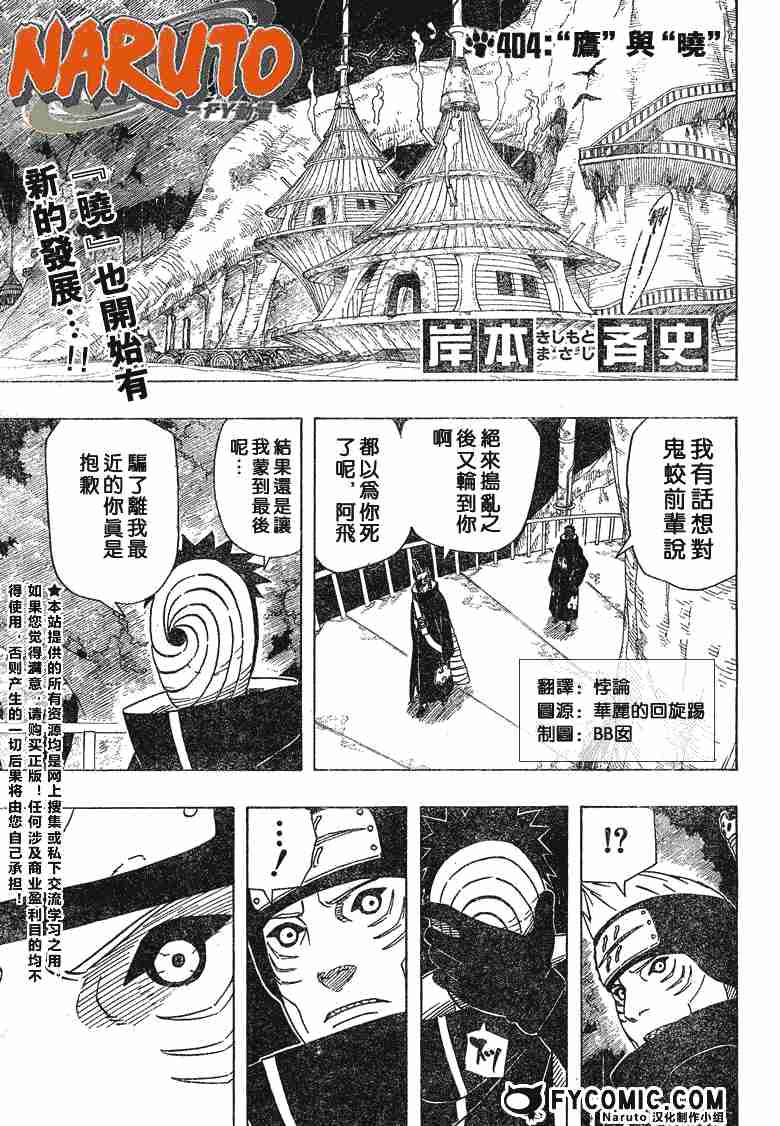 404:“鷹”與“曉”
NARUTO
FY動漫
『曉』也開始有
新的發展…!!
岸本斉史
きしもと
まさじ
我有話想對
鬼鮫前輩說
絕來搗亂之
後又輪到你
啊
都以爲你死
了呢,阿飛
結果還是讓
我蒙到最後
呢…
騙了離我最
近的你真是
抱歉
翻譯:悖論
圖源:華麗的回旋踢
制圖:BB囡
★本站提供的所有资源均是网上搜集或私下交流学习之用,
如果您觉得满意,请购买正版!任何涉及商业盈利目的均不
得使用,否则产生的一切后果将由您自己承担!
!?
…!
FYCOMIC.COM
Naruto 汉化制作小组